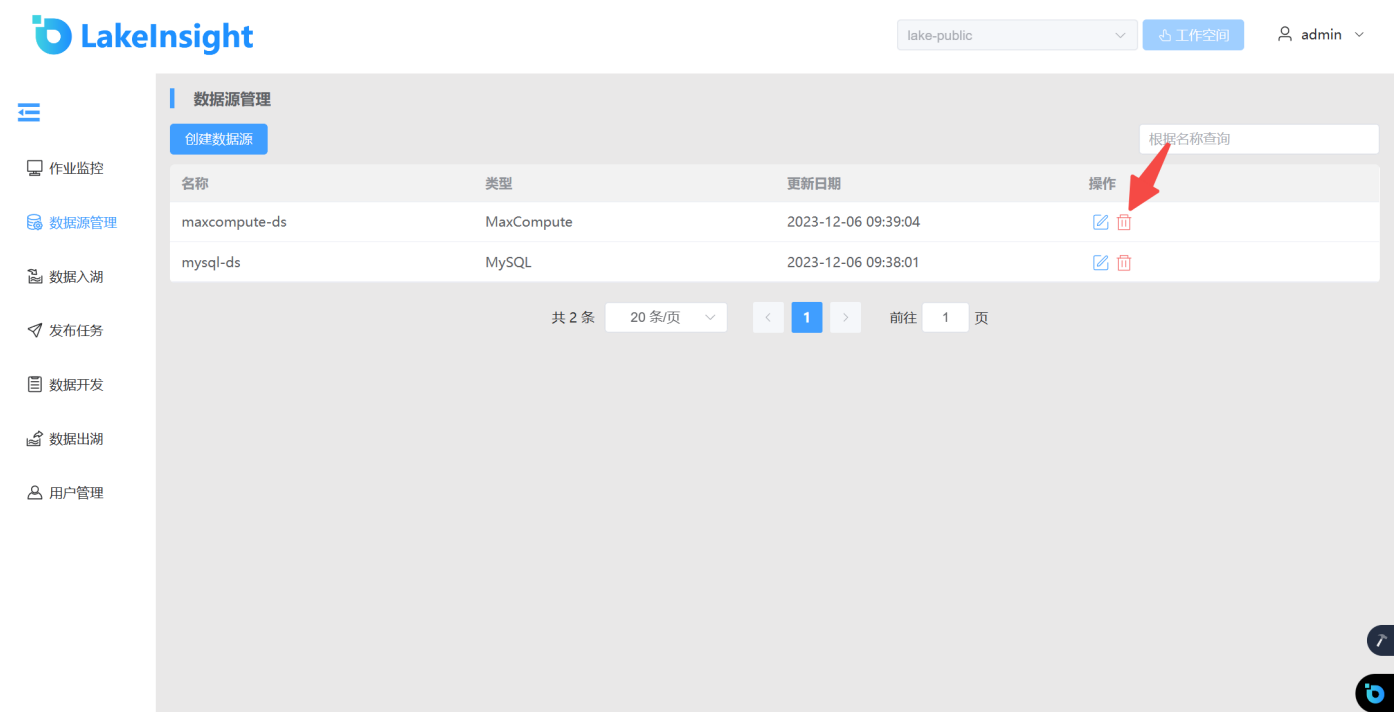 LakeInsight
lake-public
工作空间
admin
数据源管理
创建数据源
根据名称查询
作业监控
数据源管理
数据入湖
发布任务
数据开发
数据出湖
用户管理
名称 类型 更新日期 操作
maxcompute-ds MaxCompute 2023-12-06 09:39:04
mysql-ds MySQL 2023-12-06 09:38:01
共 2 条 20 条/页 1 前往 1 页